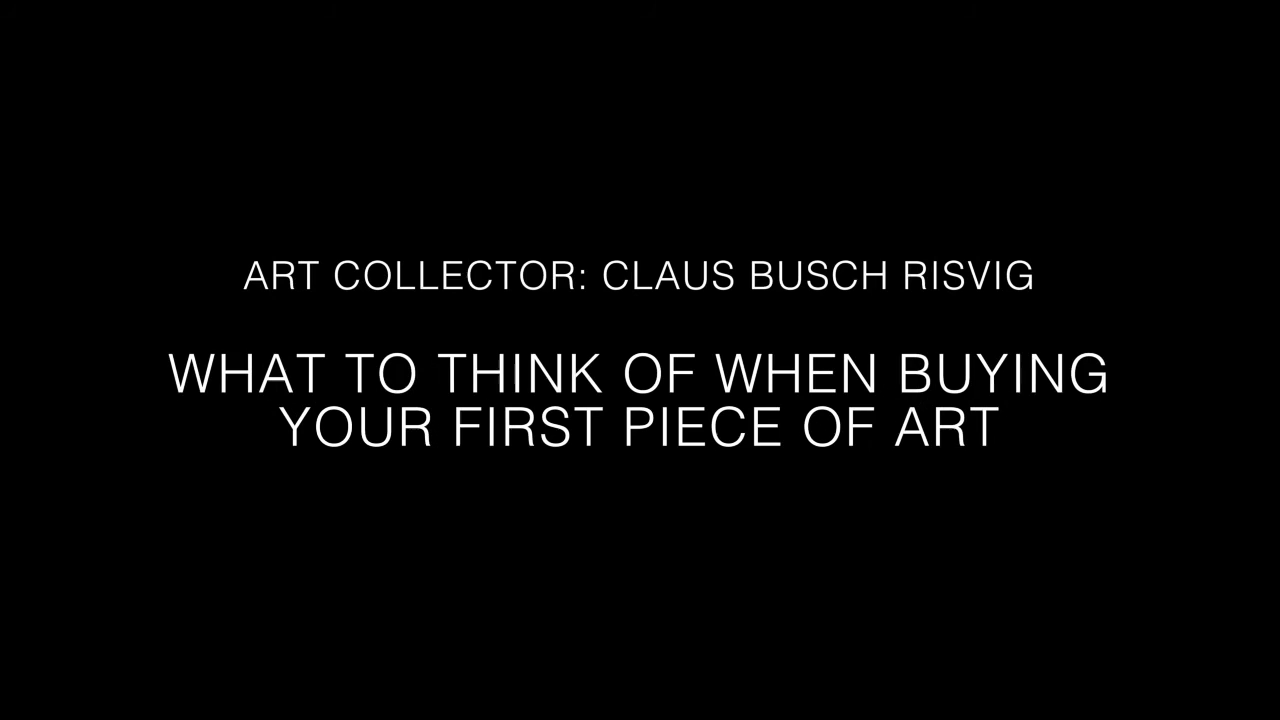 ART COLLECTOR: CLAUS BUSCH RISVIG
WHAT TO THINK OF WHEN BUYING
YOUR FIRST PIECE OF ART